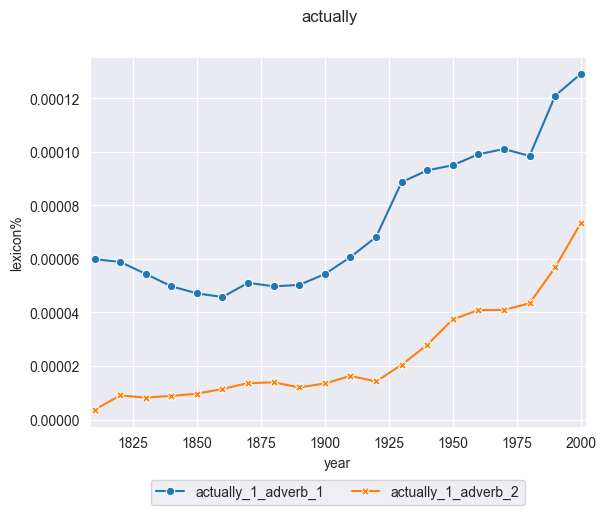 actually
0.00012
0.00010
0.00008
0.00006
0.00004
0.00002
0.00000
lexicon%
1825 1850 1875 1900 1925 1950 1975 2000
year
actually_1_adverb_1 actually_1_adverb_2